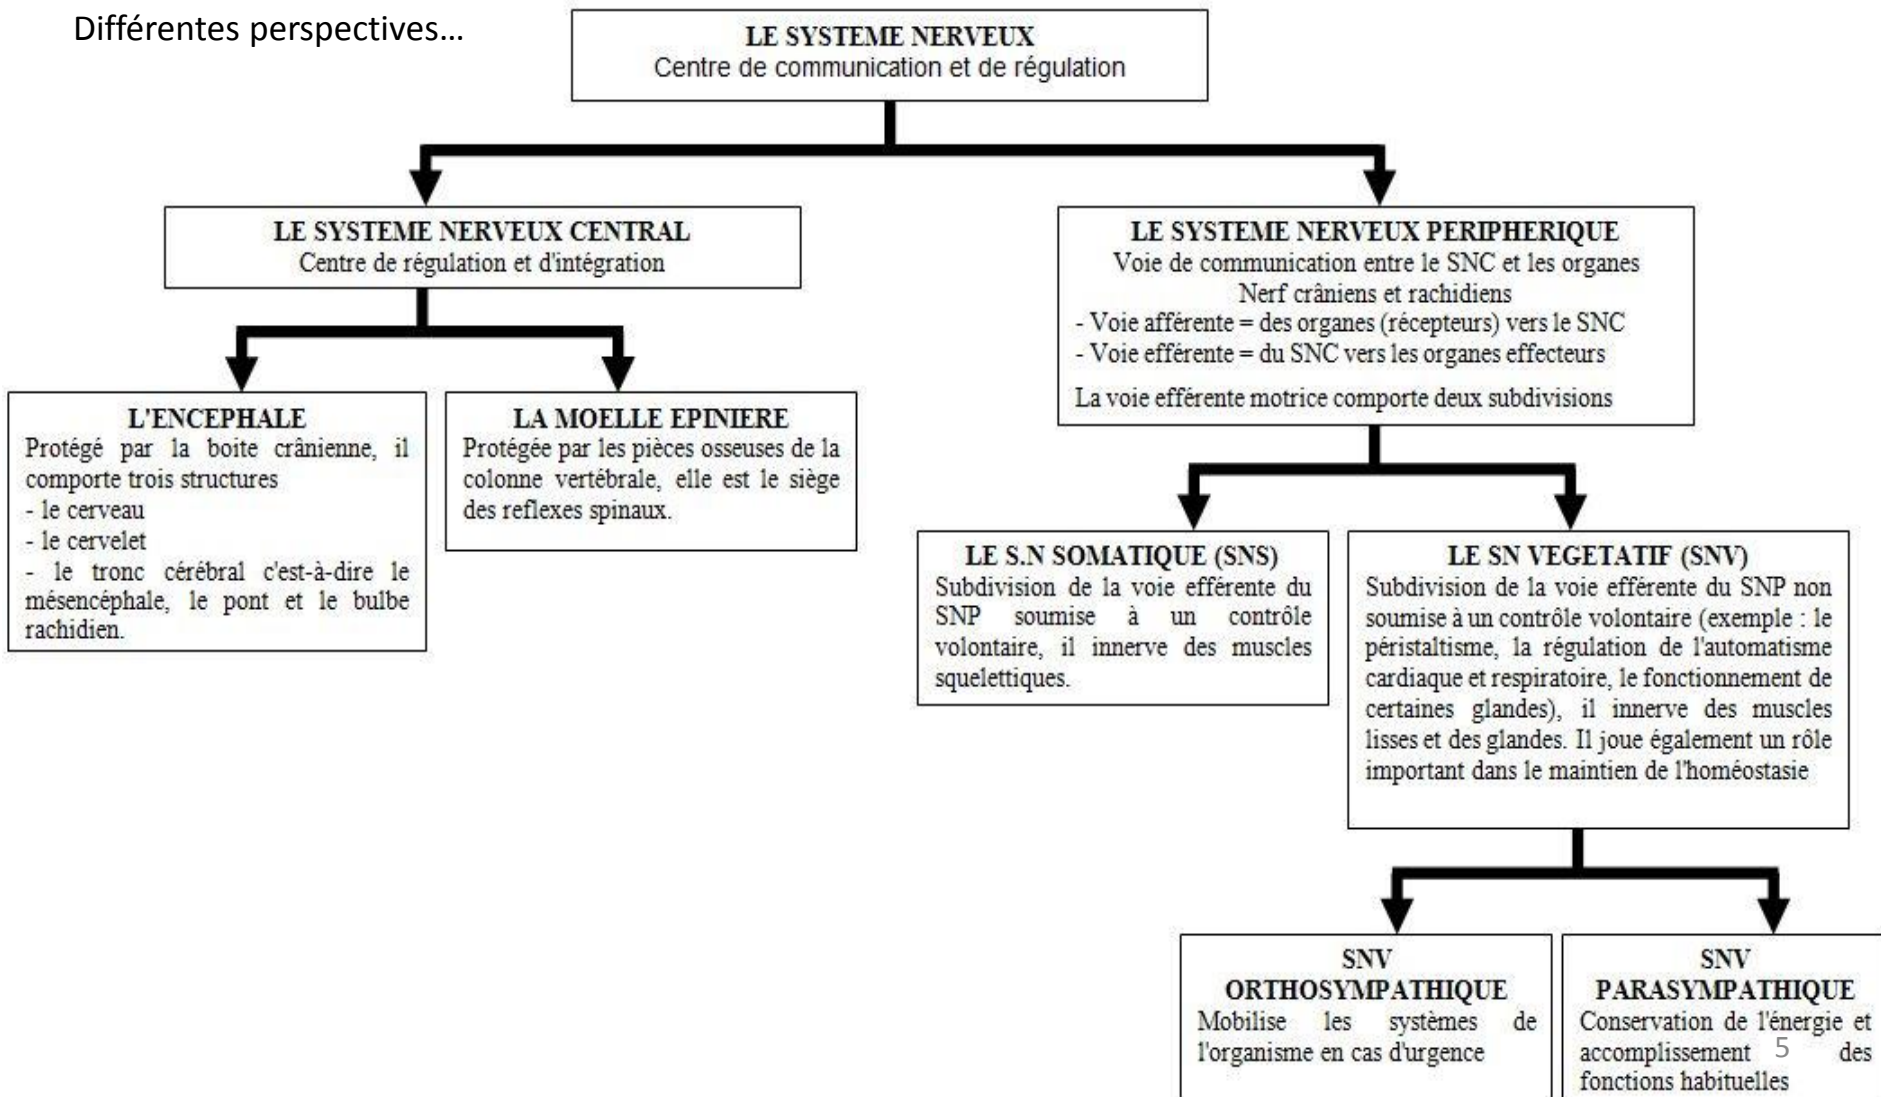 Différentes perspectives...
LE SYSTEME NERVEUX
Centre de communication et de régulation
LE SYSTEME NERVEUX CENTRAL
Centre de régulation et d'intégration
LE SYSTEME NERVEUX PERIPHERIQUE
Voie de communication entre le SNC et les organes
Nerf crâniens et rachidiens
- Voie afférente = des organes (récepteurs) vers le SNC
- Voie efférente = du SNC vers les organes effecteurs
La voie efférente motrice comporte deux subdivisions
L'ENCEPHALE
Protégé par la boite crânienne, il
comporte trois structures
- le cerveau
- le cervelet
- le tronc cérébral c'est-à-dire le
mésencéphale, le pont et le bulbe
rachidien.
LA MOELLE EPINIERE
Protégée par les pièces osseuses de la
colonne vertébrale, elle est le siège
des reflexes spinaux.
LE S.N SOMATIQUE (SNS)
Subdivision de la voie efférente du
SNP soumise à un contrôle
volontaire, il innerve des muscles
squelettiques.
LE SN VEGETATIF (SNV)
Subdivision de la voie efférente du SNP non
soumise à un contrôle volontaire (exemple : le
péristaltisme, la régulation de l'automatisme
cardiaque et respiratoire, le fonctionnement de
certaines glandes), il innerve des muscles
lisses et des glandes. Il joue également un rôle
important dans le maintien de l'homéostasie
SNV
ORTHOSYMPATHIQUE
Mobilise les systèmes de
l'organisme en cas d'urgence
SNV
PARASYMPATHIQUE
Conservation de l'énergie et
accomplissement des
fonctions habituelles
5